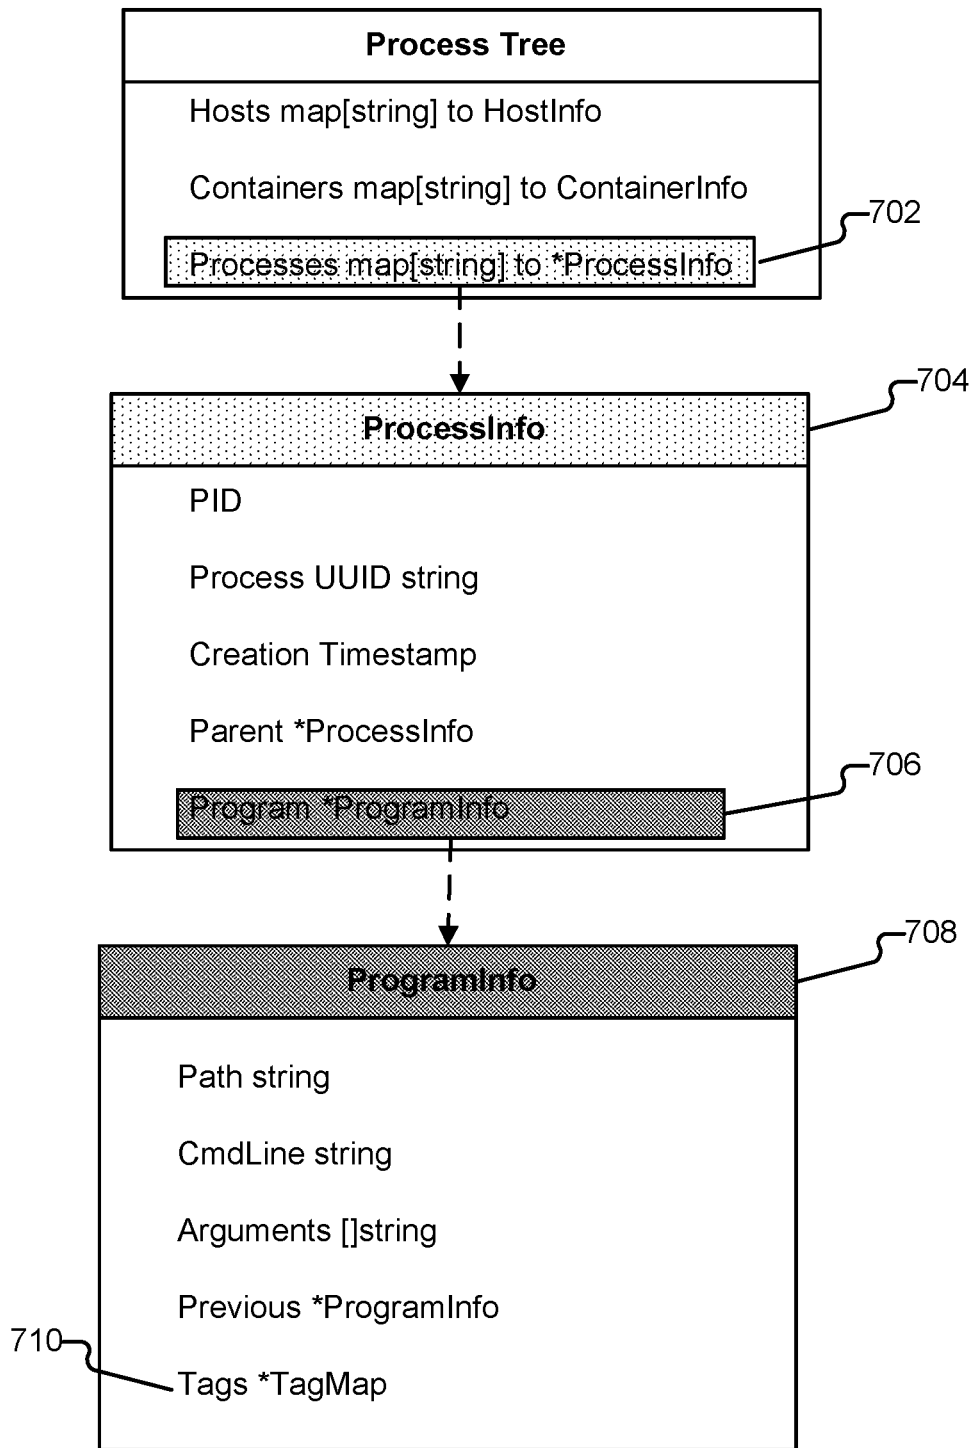 Process Tree
Hosts map[string] to HostInfo
Containers map[string] to ContainerInfo
702
Processes map[string] to *ProcessInfo
704
ProcessInfo
PID
Process UUID string
Creation Timestamp
Parent *ProcessInfo
706
Program *ProgramInfo
708
ProgramInfo
Path string
CmdLine string
Arguments []string
Previous *ProgramInfo
710
Tags *TagMap